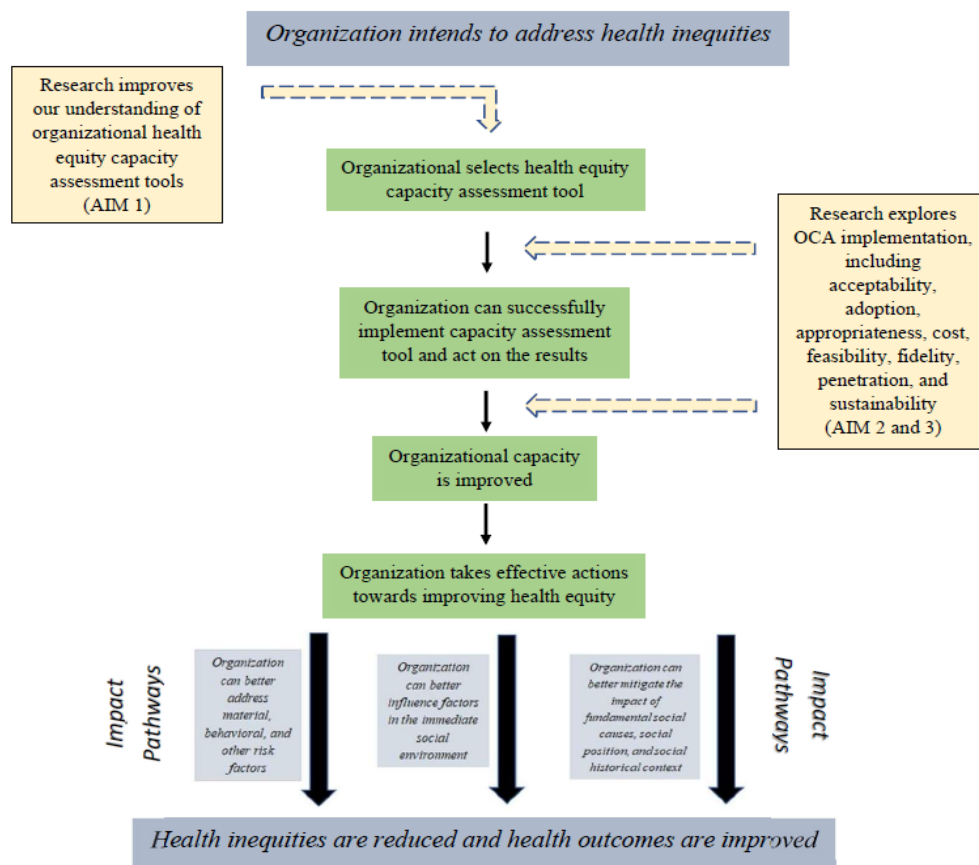 Organization intends to address health inequities
Research improves
our understanding of
organizational health
equity capacity
assessment tools
(AIM 1)
Organizational selects health equity
capacity assessment tool
Research explores
OCA implementation,
including
acceptability,
adoption,
appropriateness, cost,
feasibility, fidelity,
penetration, and
sustainability
(AIM 2 and 3)
Organization can successfully
implement capacity assessment
tool and act on the results
Organizational capacity
is improved
Organization takes effective actions
towards improving health equity
Impact
Pathways
Organization
can better
address
material,
behavioral, and
other risk
factors
Organization
can better
influence factors
in the immediate
social
environment
Organization can
better mitigate the
impact of
fundamental social
causes, social
position, and social
historical context
Impact
Pathways
Health inequities are reduced and health outcomes are improved